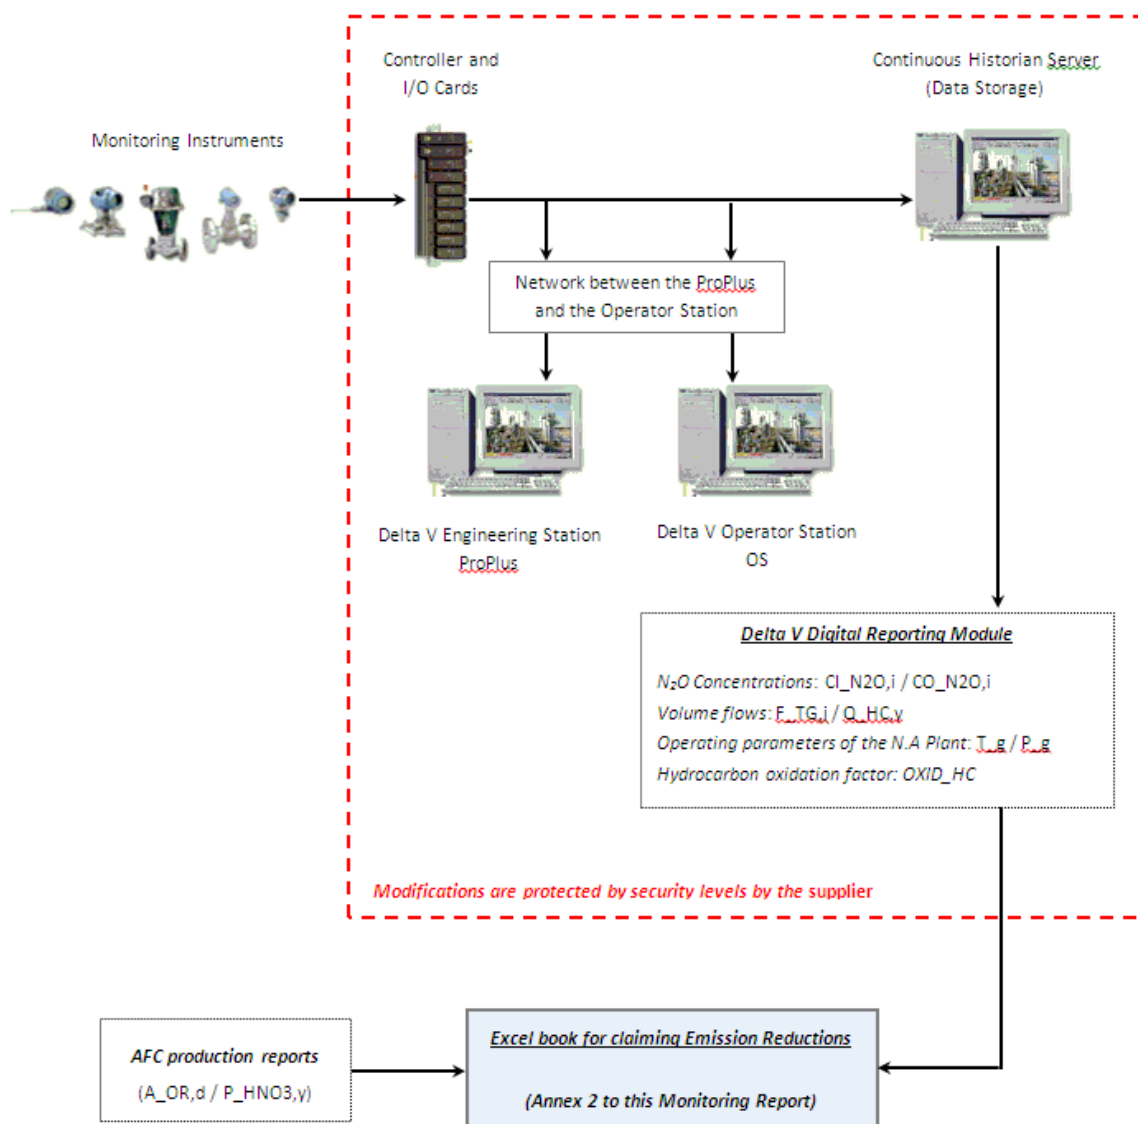 Controller and
I/O Cards
Continuous Historian Server
(Data Storage)
Monitoring Instruments
Network between the ProPlus
and the Operator Station
Delta V Engineering Station
ProPlus
Delta V Operator Station
OS
Delta V Digital Reporting Module
N₂O Concentrations: CI_N2O,i / CO_N2O,i
Volume flows: F_TG,i / Q_HC,y
Operating parameters of the N.A Plant: T_g / P_g
Hydrocarbon oxidation factor: OXID_HC
Modifications are protected by security levels by the supplier
AFC production reports
(A_OR,d / P_HNO3,y)
Excel book for claiming Emission Reductions
(Annex 2 to this Monitoring Report)